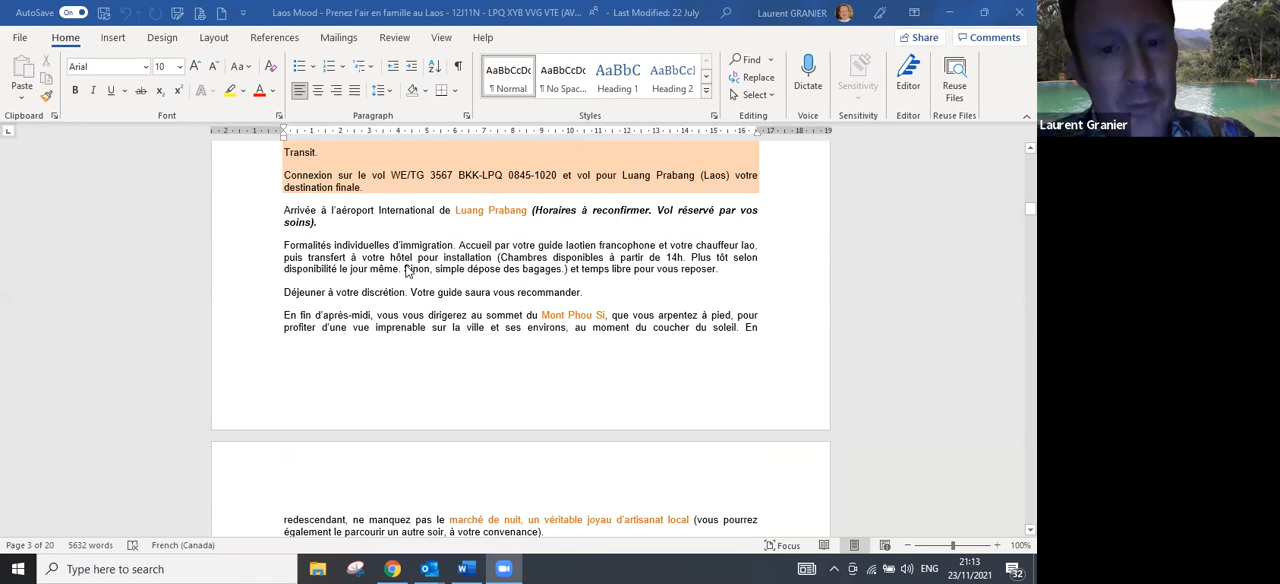 AutoSave On
Laos Mood - Prenez l'air en famille au Laos - 12J11N - LPQ XYB VVG VTE (AV...
- Last Modified: 22 July
Laurent GRANIER
File Home Insert Design Layout References Mailings Review View Help
Share Comments
Paste
Clipboard
Arial 10
Font
Paragraph
AaBbCcDc AaBbCcDc AaBbC AaBbCcI
¶ Normal ¶ No Spac... Heading 1 Heading 2
Styles
Find
Replace
Select
Editing
Dictate
Voice
Sensitivity
Sensitivity
Editor
Editor
Reuse
Files
Reuse Files
Laurent Granier
Transit.
Connexion sur le vol WE/TG 3567 BKK-LPQ 0845-1020 et vol pour Luang Prabang (Laos) votre
destination finale.
Arrivée à l'aéroport International de Luang Prabang (Horaires à reconfirmer. Vol réservé par vos
soins).
Formalités individuelles d'immigration. Accueil par votre guide laotien francophone et votre chauffeur lao,
puis transfert à votre hôtel pour installation (Chambres disponibles à partir de 14h. Plus tôt selon
disponibilité le jour même. Sinon, simple dépose des bagages.) et temps libre pour vous reposer.
Déjeuner à votre discrétion. Votre guide saura vous recommander.
En fin d'après-midi, vous vous dirigerez au sommet du Mont Phou Si, que vous arpentez à pied, pour
profiter d'une vue imprenable sur la ville et ses environs, au moment du coucher du soleil. En
redescendant, ne manquez pas le marché de nuit, un véritable joyau d'artisanat local (vous pourrez
également le parcourir un autre soir, à votre convenance).
Page 3 of 20 5632 words French (Canada) Focus 100%
Type here to search
ENG
21:13
23/11/2021
32